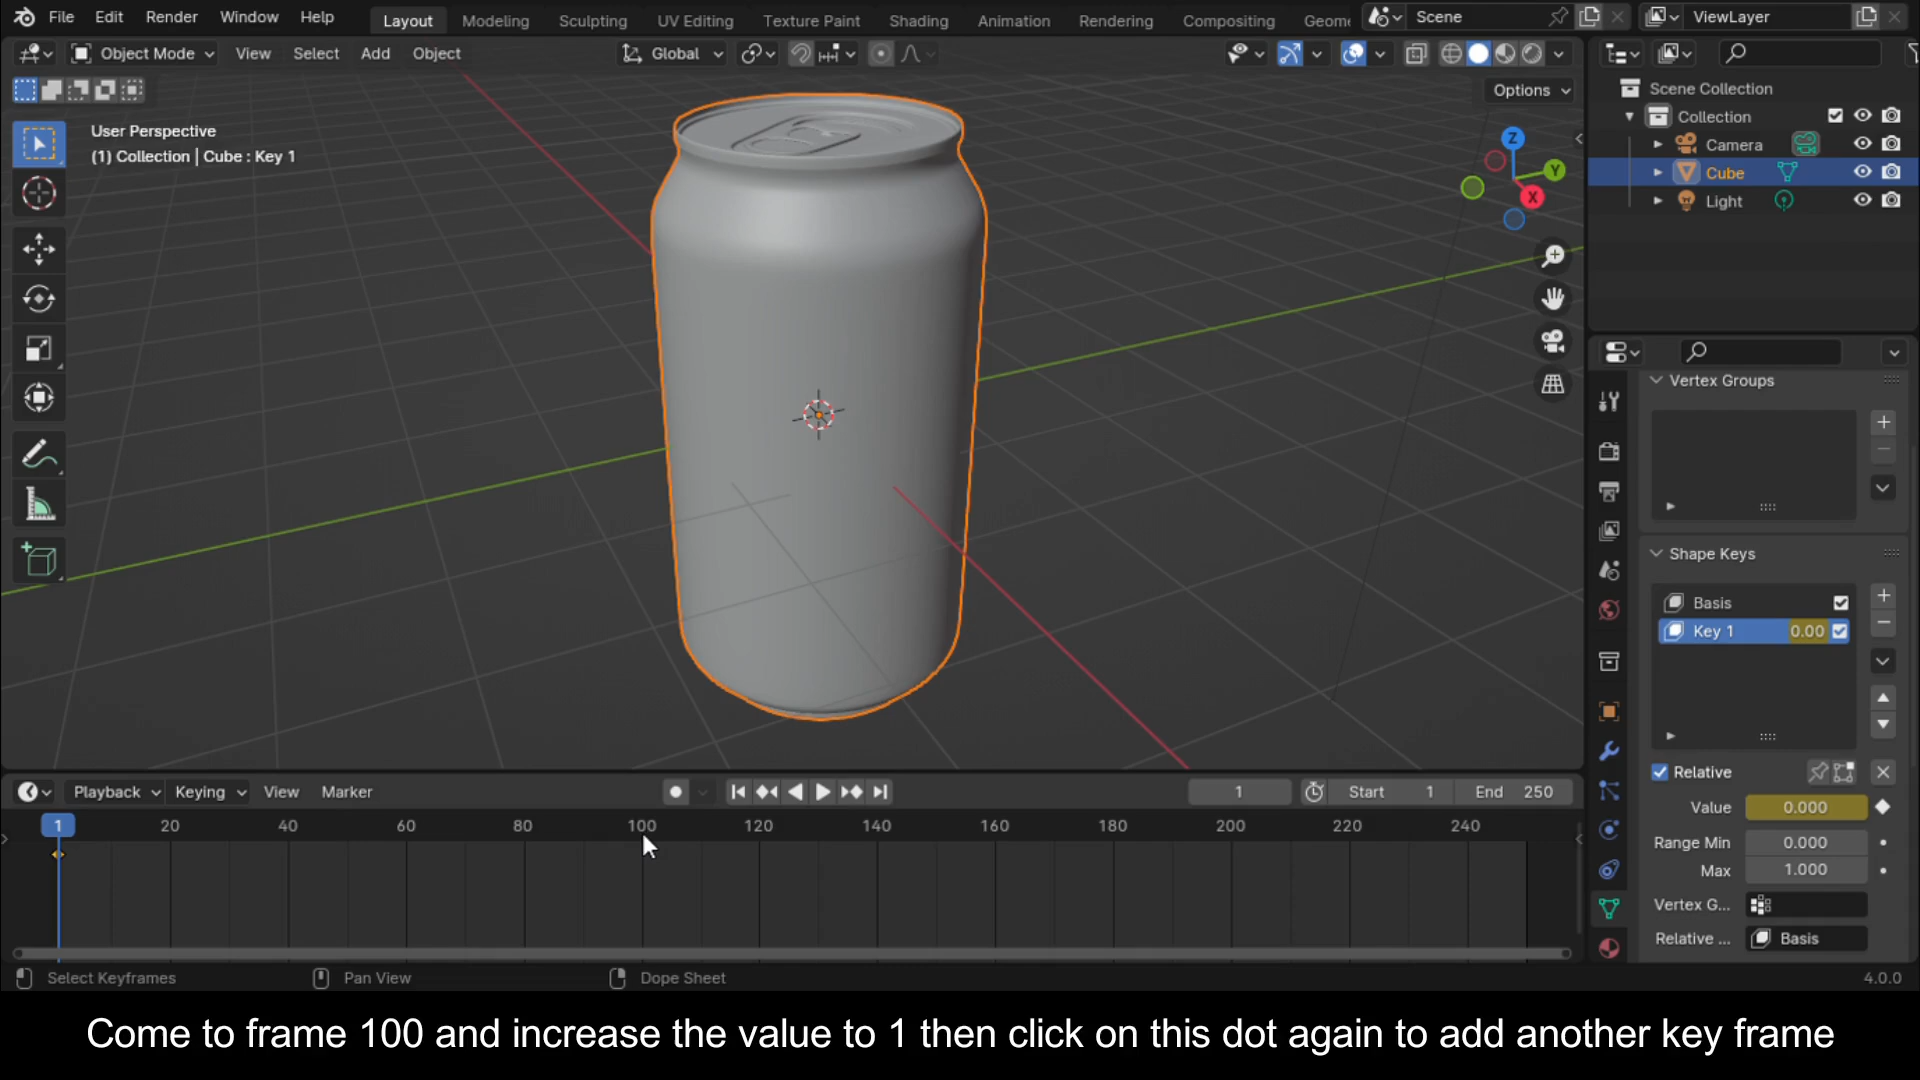 File Edit Render Window Help Layout Modeling Sculpting UV Editing Texture Paint Shading Animation Rendering Compositing Geome Scene ViewLayer
Object Mode View Select Add Object Global
Options
User Perspective
(1) Collection | Cube : Key 1
Z
Y
X
Scene Collection
Collection
Camera
Cube
Light
Vertex Groups
Shape Keys
Basis
Key 1 0.00
Relative
Value 0.000
Range Min 0.000
Max 1.000
Vertex G...
Relative ... Basis
Playback Keying View Marker 1 Start 1 End 250
1 20 40 60 80 100 120 140 160 180 200 220 240
Select Keyframes Pan View Dope Sheet 4.0.0
Come to frame 100 and increase the value to 1 then click on this dot again to add another key frame